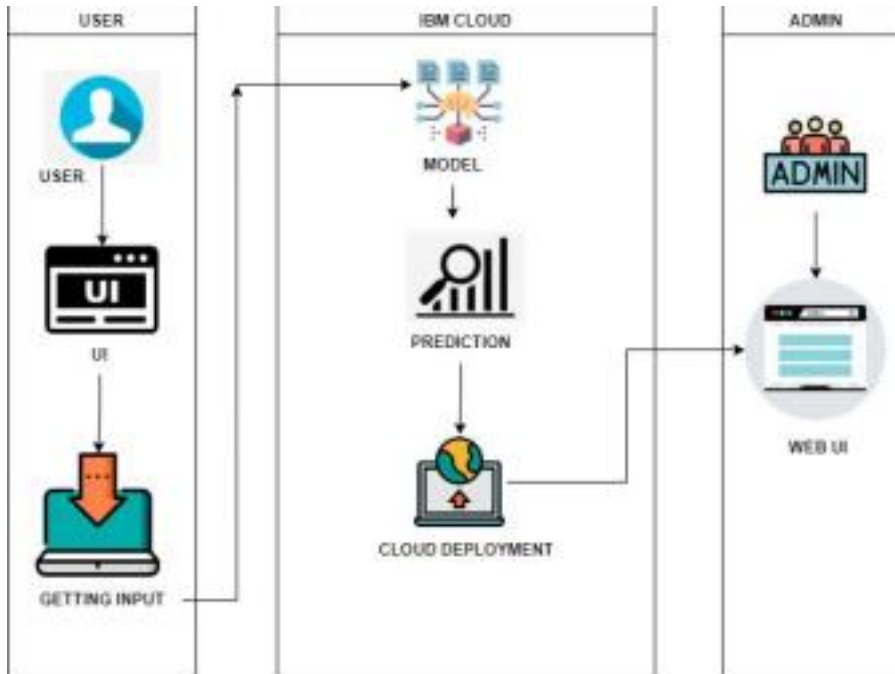 USER
IBM CLOUD
ADMIN
USER
UI
UI
GETTING INPUT
MODEL
PREDICTION
CLOUD DEPLOYMENT
ADMIN
WEB UI